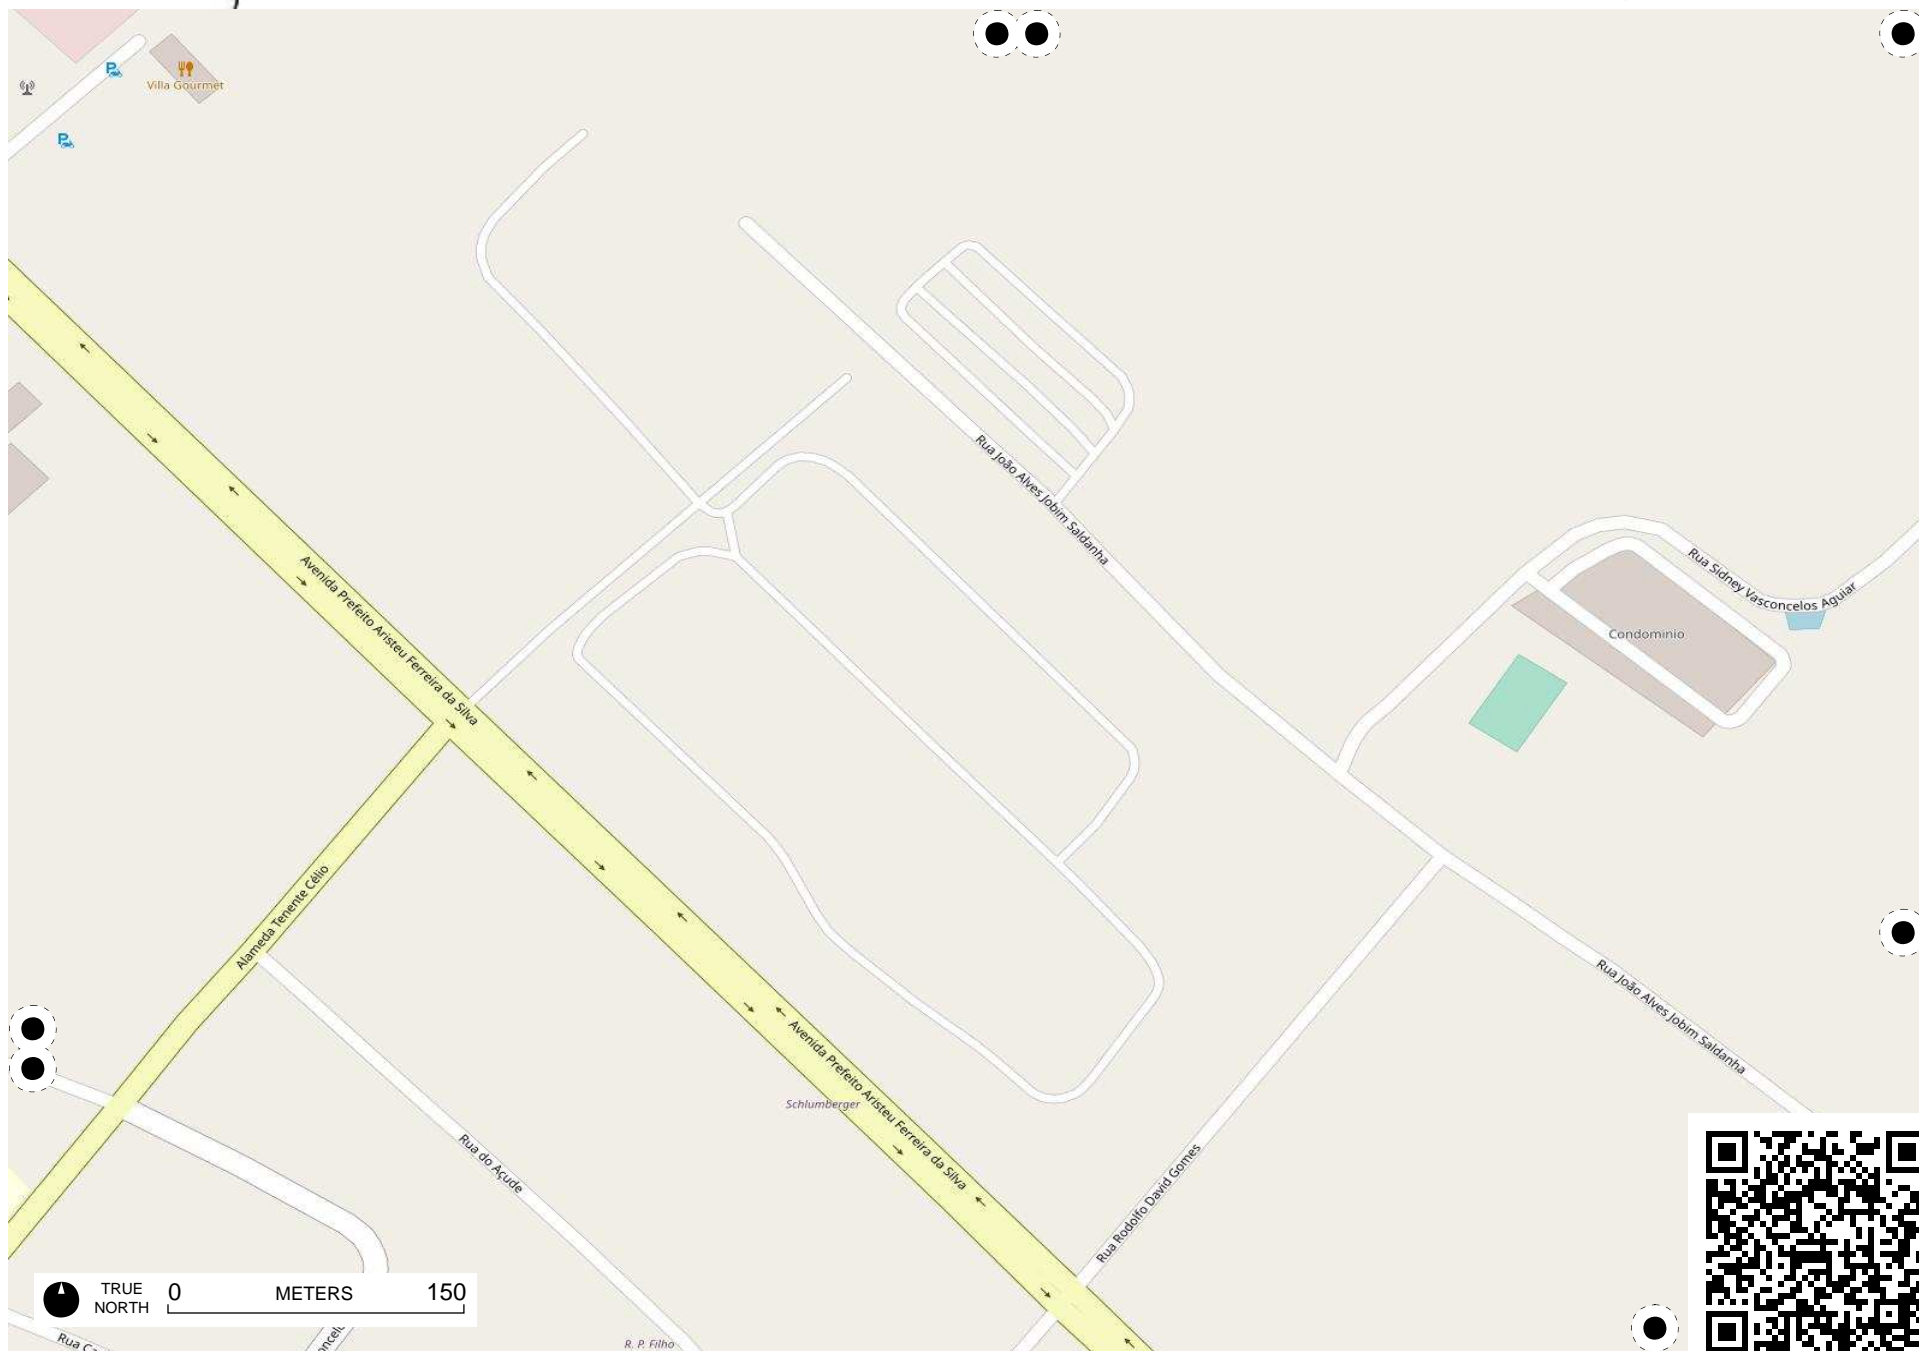 Villa Gourmet
Rua João Alves Jobim Saldanha
Rua Sidney Vasconcelos Aguiar
Condominio
Avenida Prefeito Aristeu Ferreira da Silva
Alameda Tenente Célio
Rua João Alves Jobim Saldanha
Avenida Prefeito Aristeu Ferreira da Silva
Schlumberger
Rua do Açude
Rua Rodolfo David Gomes
TRUE NORTH
0 METERS 150
R. P. Filho
Rua